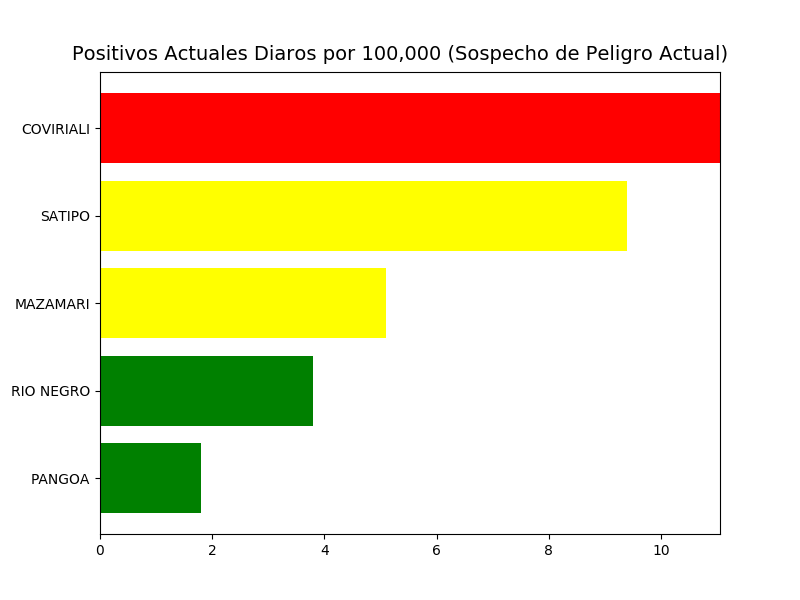 Positivos Actuales Diaros por 100,000 (Sospecho de Peligro Actual)
COVIRIALI
SATIPO
MAZAMARI
RIO NEGRO
PANGOA
0 2 4 6 8 10